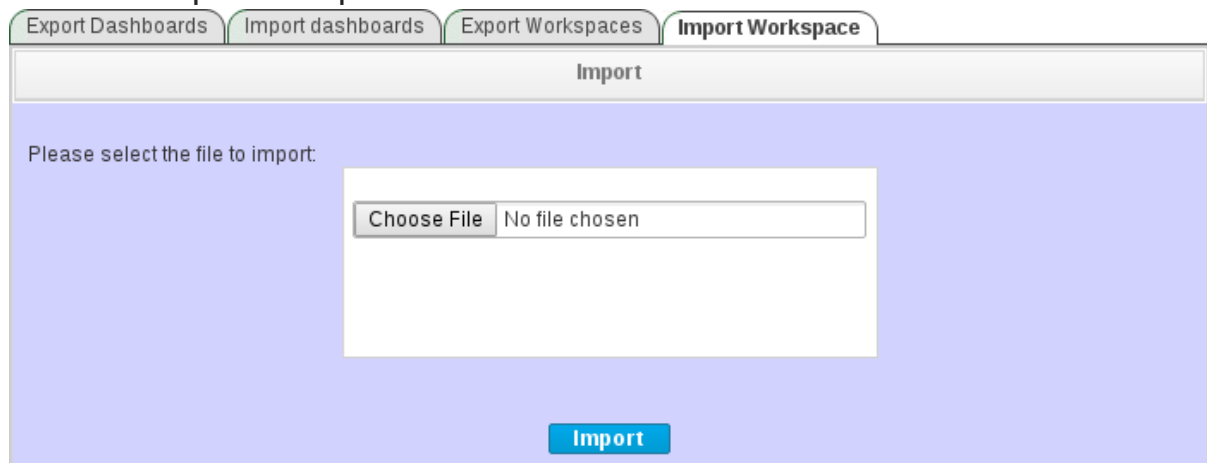 Export Dashboards Import dashboards Export Workspaces Import Workspace
Import
Please select the file to import:
Choose File No file chosen
Import